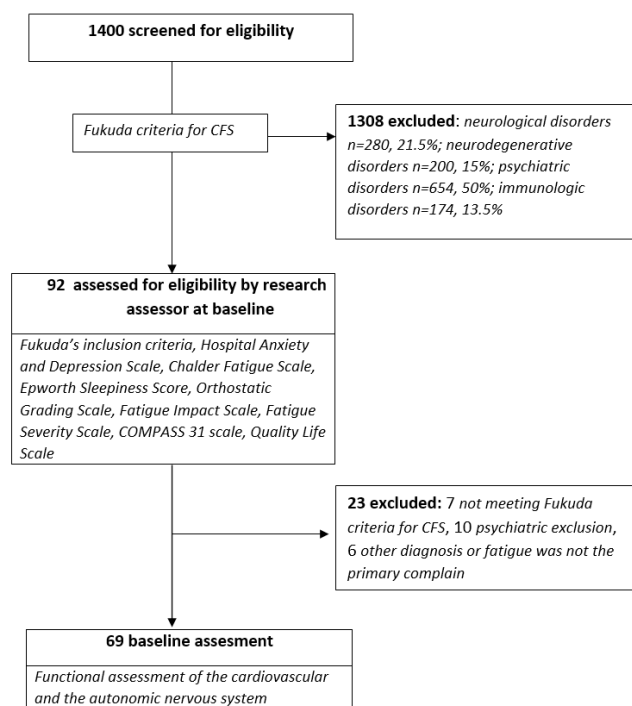 1400 screened for eligibility
Fukuda criteria for CFS
1308 excluded: neurological disorders
n=280, 21.5%; neurodegenerative
disorders n=200, 15%; psychiatric
disorders n=654, 50%; immunologic
disorders n=174, 13.5%
92 assessed for eligibility by research
assessor at baseline
Fukuda’s inclusion criteria, Hospital Anxiety
and Depression Scale, Chalder Fatigue Scale,
Epworth Sleepiness Score, Orthostatic
Grading Scale, Fatigue Impact Scale, Fatigue
Severity Scale, COMPASS 31 scale, Quality Life
Scale
23 excluded: 7 not meeting Fukuda
criteria for CFS, 10 psychiatric exclusion,
6 other diagnosis or fatigue was not the
primary complain
69 baseline assesment
Functional assessment of the cardiovascular
and the autonomic nervous system